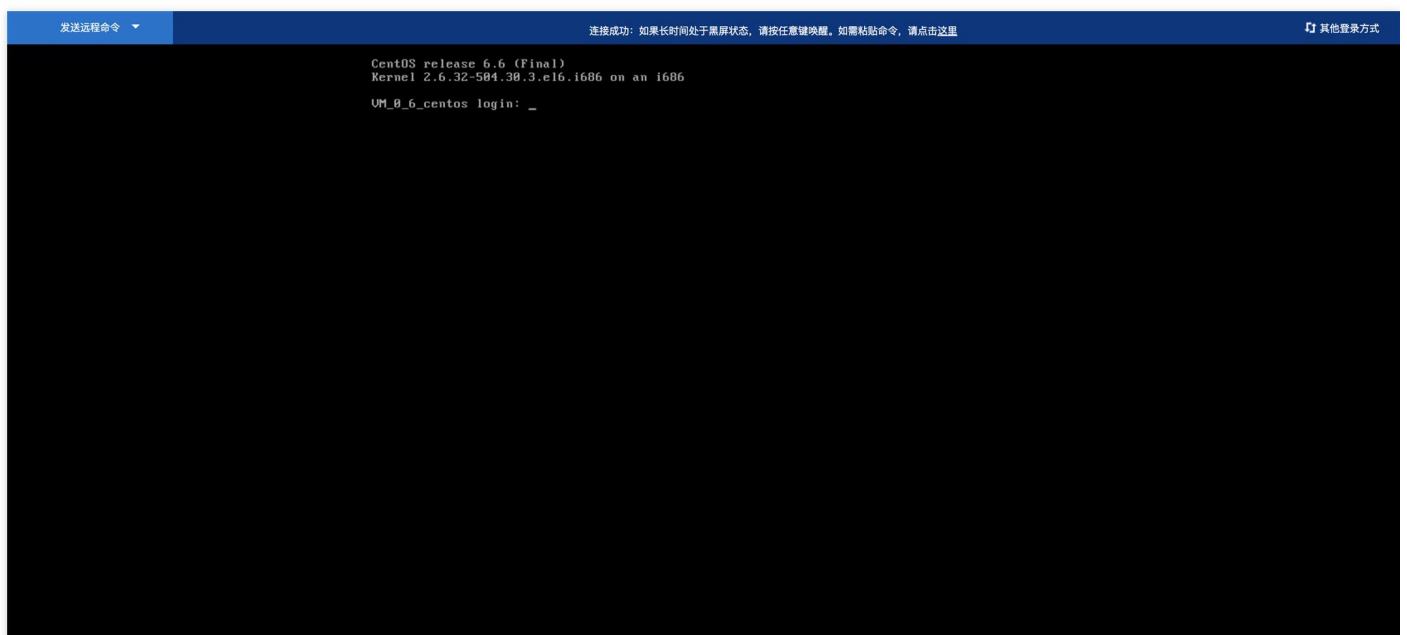 发送远程命令
连接成功：如果长时间处于黑屏状态，请按任意键唤醒。如需粘贴命令，请点击这里
其他登录方式
CentOS release 6.6 (Final)
Kernel 2.6.32-504.30.3.el6.i686 on an i686
VM_0_6_centos login: _